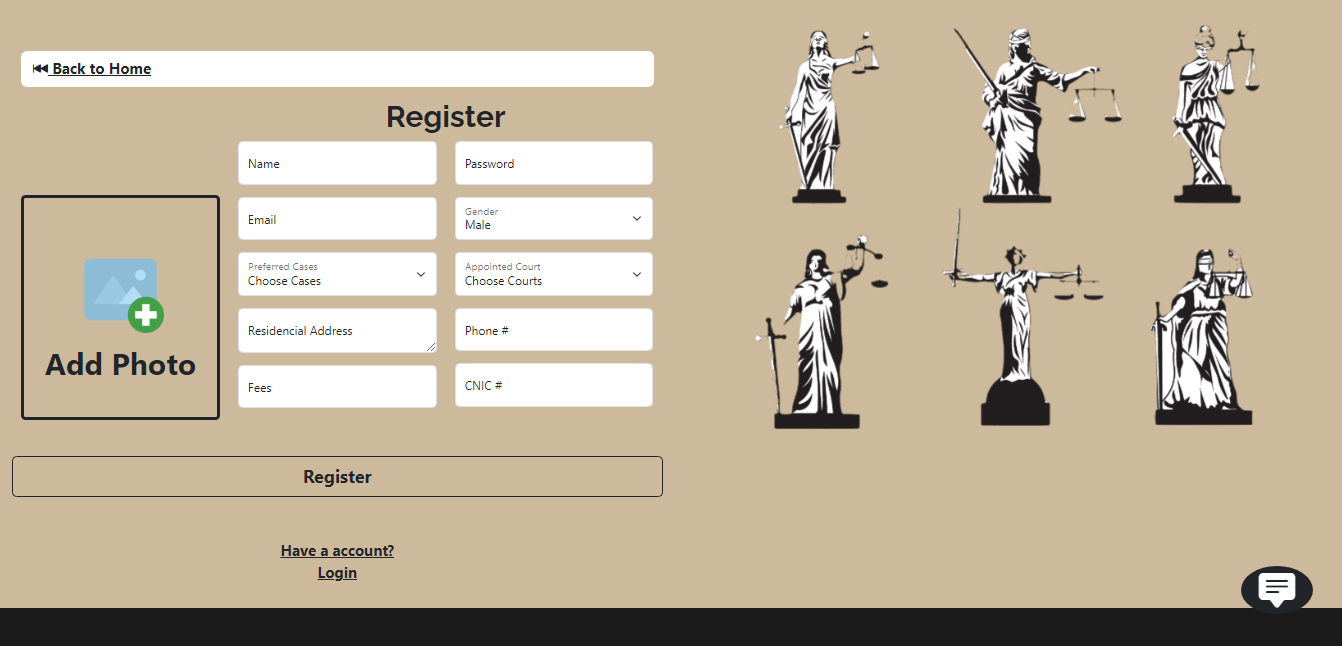 Back to Home
Register
Name
Password
Email
Gender
Male
Preferred Cases
Choose Cases
Appointed Court
Choose Courts
Residencial Address
Phone #
Fees
CNIC #
Add Photo
Register
Have a account?
Login